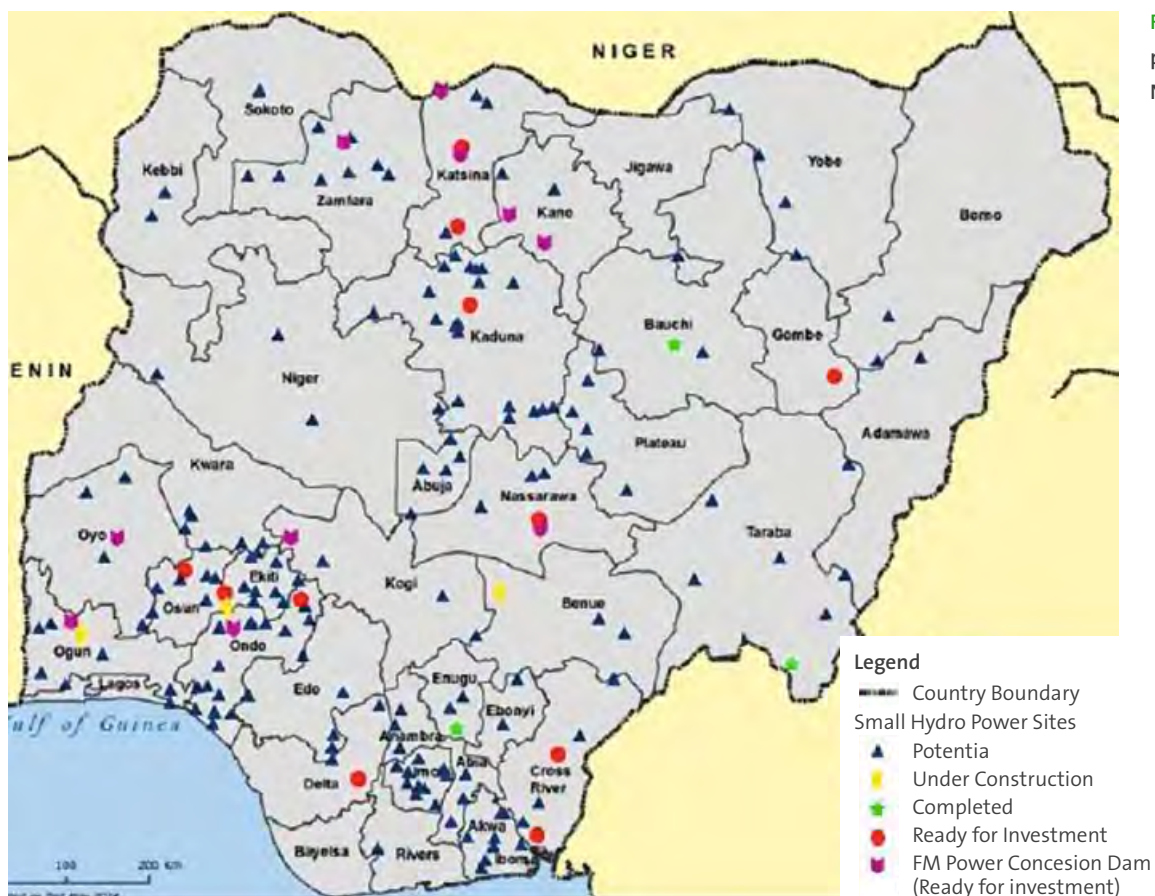 NIGER
Sokoto
Kebbi
Zamfara
Katsina
Kano
Jigawa
Yobe
Borno
Kaduna
Bauchi
Gombe
ENIN
Niger
Plateau
Adamawa
Kwara
Abuja
Nassarawa
Oyo
Taraba
Ekiti
Kogi
Osun
Benue
Ogun
Ondo
Lagos
Edo
Enugu
Ebonyi
ulf of Guinea
Anambra
Abia
Imo
Cross
River
Delta
Akwa
Ibom
Bayelsa
Rivers
100 200 Km
Legend
Country Boundary
Small Hydro Power Sites
Potentia
Under Construction
Completed
Ready for Investment
FM Power Concesion Dam
(Ready for investment)
F
p
N